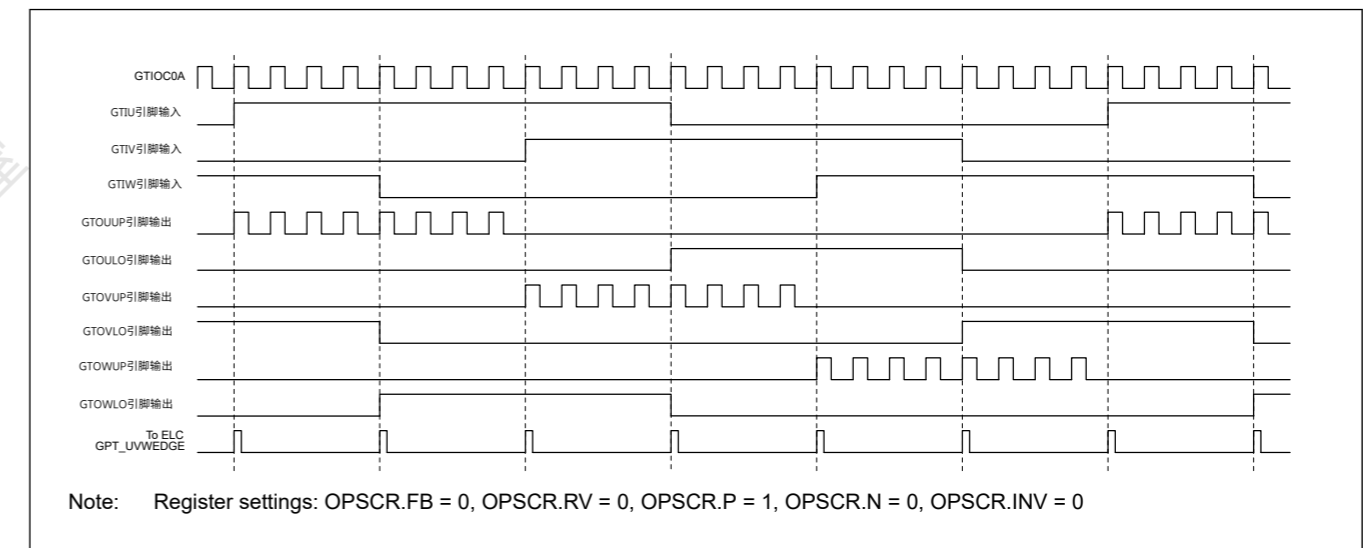 GTIOC0A
GTIU引脚输入
GTIV引脚输入
GTIW引脚输入
GTOUUP引脚输出
GTOULO引脚输出
GTOVUP引脚输出
GTOVLO引脚输出
GTOWUP引脚输出
GTOWLO引脚输出
To ELC
GPT_UVWEDGE
Note: Register settings: OPSCR.FB = 0, OPSCR.RV = 0, OPSCR.P = 1, OPSCR.N = 0, OPSCR.INV = 0